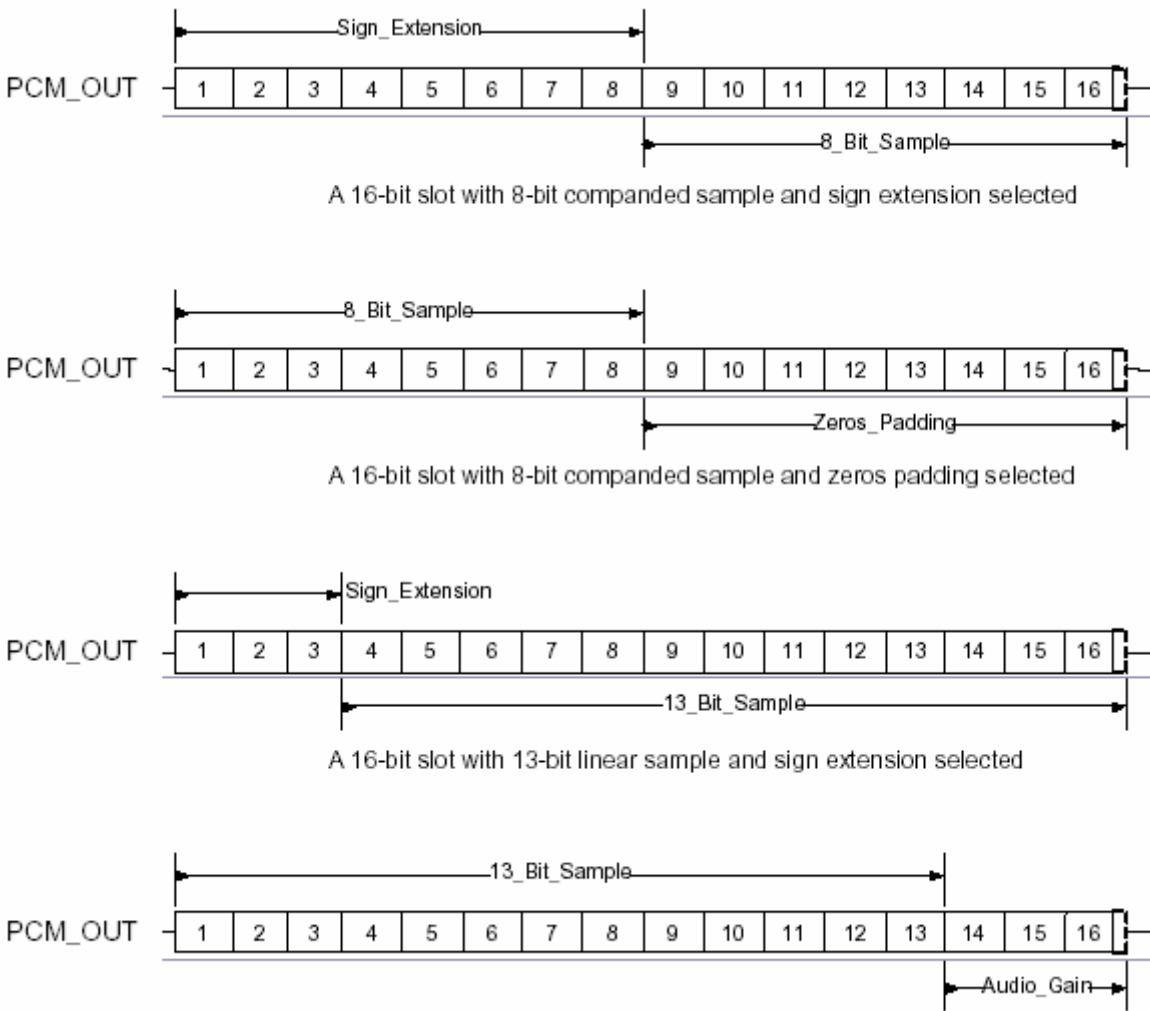 Sign_Extension
PCM_OUT 1 2 3 4 5 6 7 8 9 10 11 12 13 14 15 16
8_Bit_Sample
A 16-bit slot with 8-bit companded sample and sign extension selected
8_Bit_Sample
PCM_OUT 1 2 3 4 5 6 7 8 9 10 11 12 13 14 15 16
Zeros_Padding
A 16-bit slot with 8-bit companded sample and zeros padding selected
Sign_Extension
PCM_OUT 1 2 3 4 5 6 7 8 9 10 11 12 13 14 15 16
13_Bit_Sample
A 16-bit slot with 13-bit linear sample and sign extension selected
13_Bit_Sample
PCM_OUT 1 2 3 4 5 6 7 8 9 10 11 12 13 14 15 16
Audio_Gain